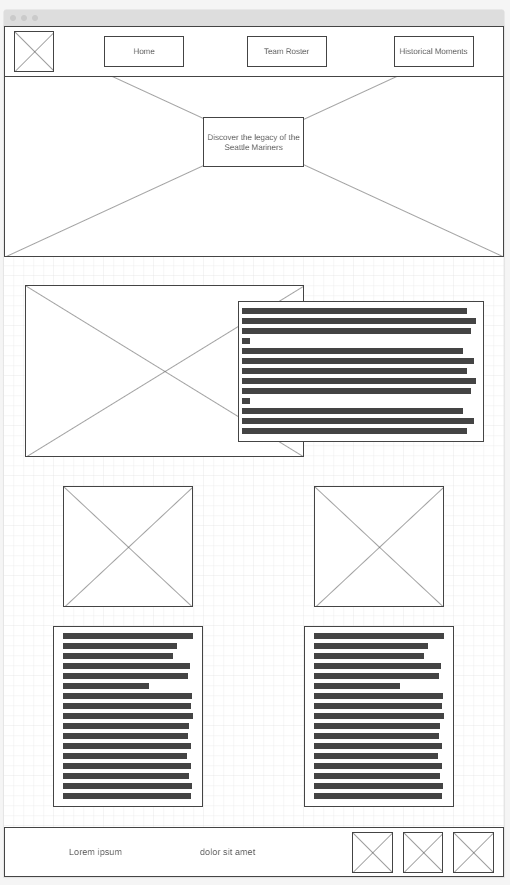 Home
Team Roster
Historical Moments
Discover the legacy of the
Seattle Mariners
Lorem ipsum
dolor sit amet